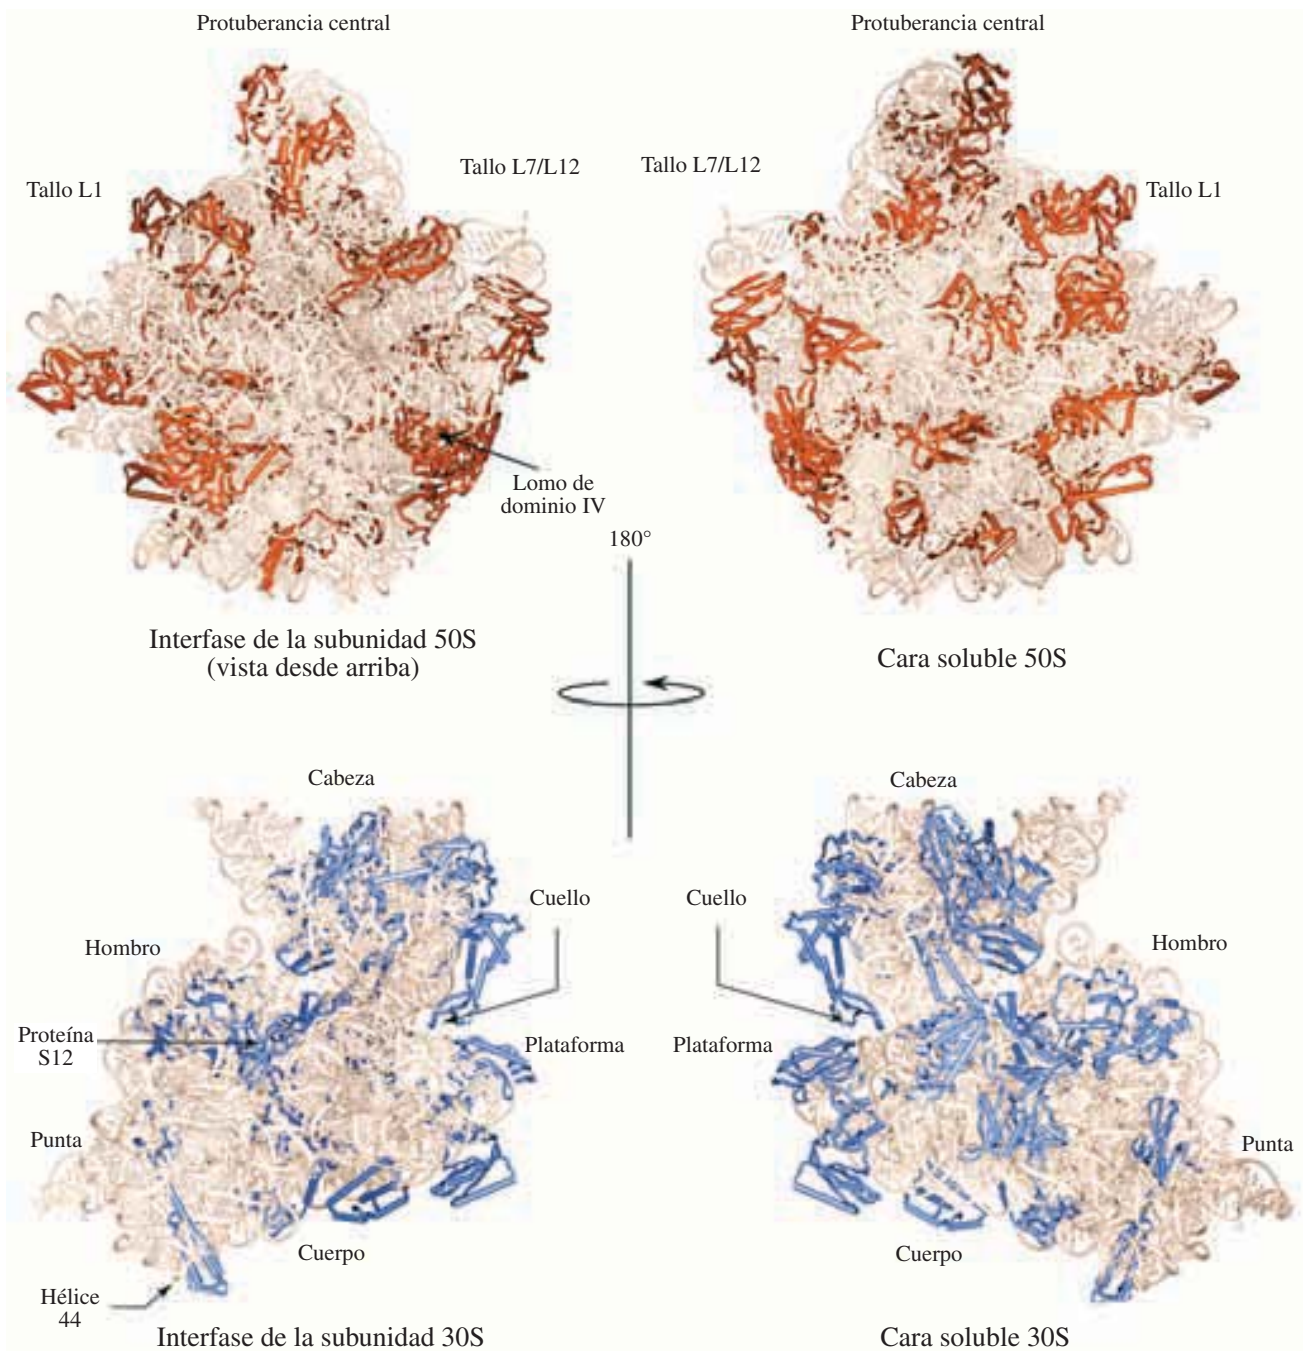 Protuberancia central
Protuberancia central
Tallo L7/L12
Tallo L7/L12
Tallo L1
Tallo L1
Lomo de
dominio IV
180°
Interfase de la subunidad 50S
(vista desde arriba)
Cara soluble 50S
Cabeza
Cabeza
Cuello
Cuello
Hombro
Hombro
Proteína
S12
Plataforma
Plataforma
Punta
Punta
Cuerpo
Cuerpo
Hélice
44
Interfase de la subunidad 30S
Cara soluble 30S